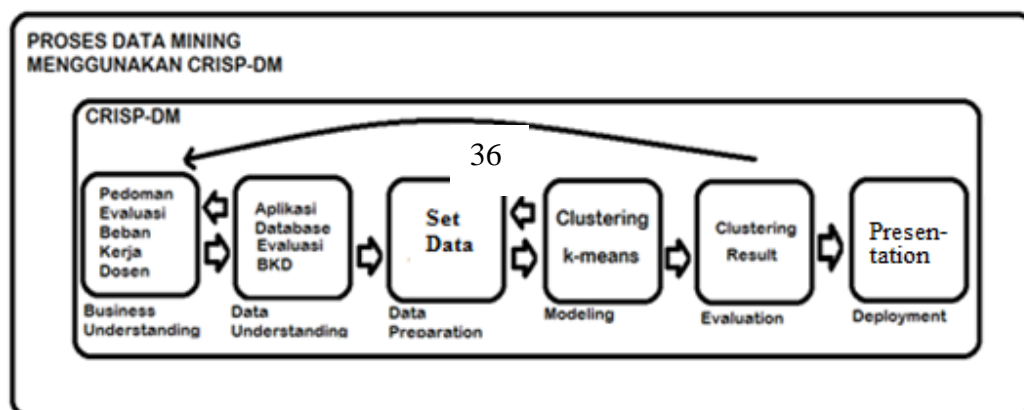 PROSES DATA MINING
MENGGUNAKAN CRISP-DM
CRISP-DM
36
Pedoman
Evaluasi
Beban
Kerja
Dosen
Business
Understanding
Aplikasi
Database
Evaluasi
BKD
Data
Understanding
Set
Data
Data
Preparation
Clustering
k-means
Modeling
Clustering
Result
Evaluation
Presen-
tation
Deployment